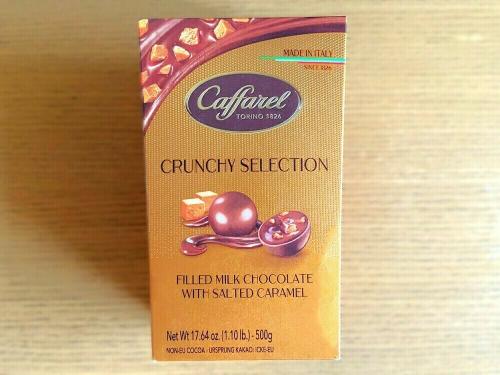 MADE IN ITALY
SINCE 1826
Caffarel
TORINO 1826
CRUNCHY SELECTION
FILLED MILK CHOCOLATE
WITH SALTED CARAMEL
Net Wt 17.64 oz. (1.10 lb.) - 500g
NON-EU COCOA - URSPRUNG KAKAO: NICHT-EU